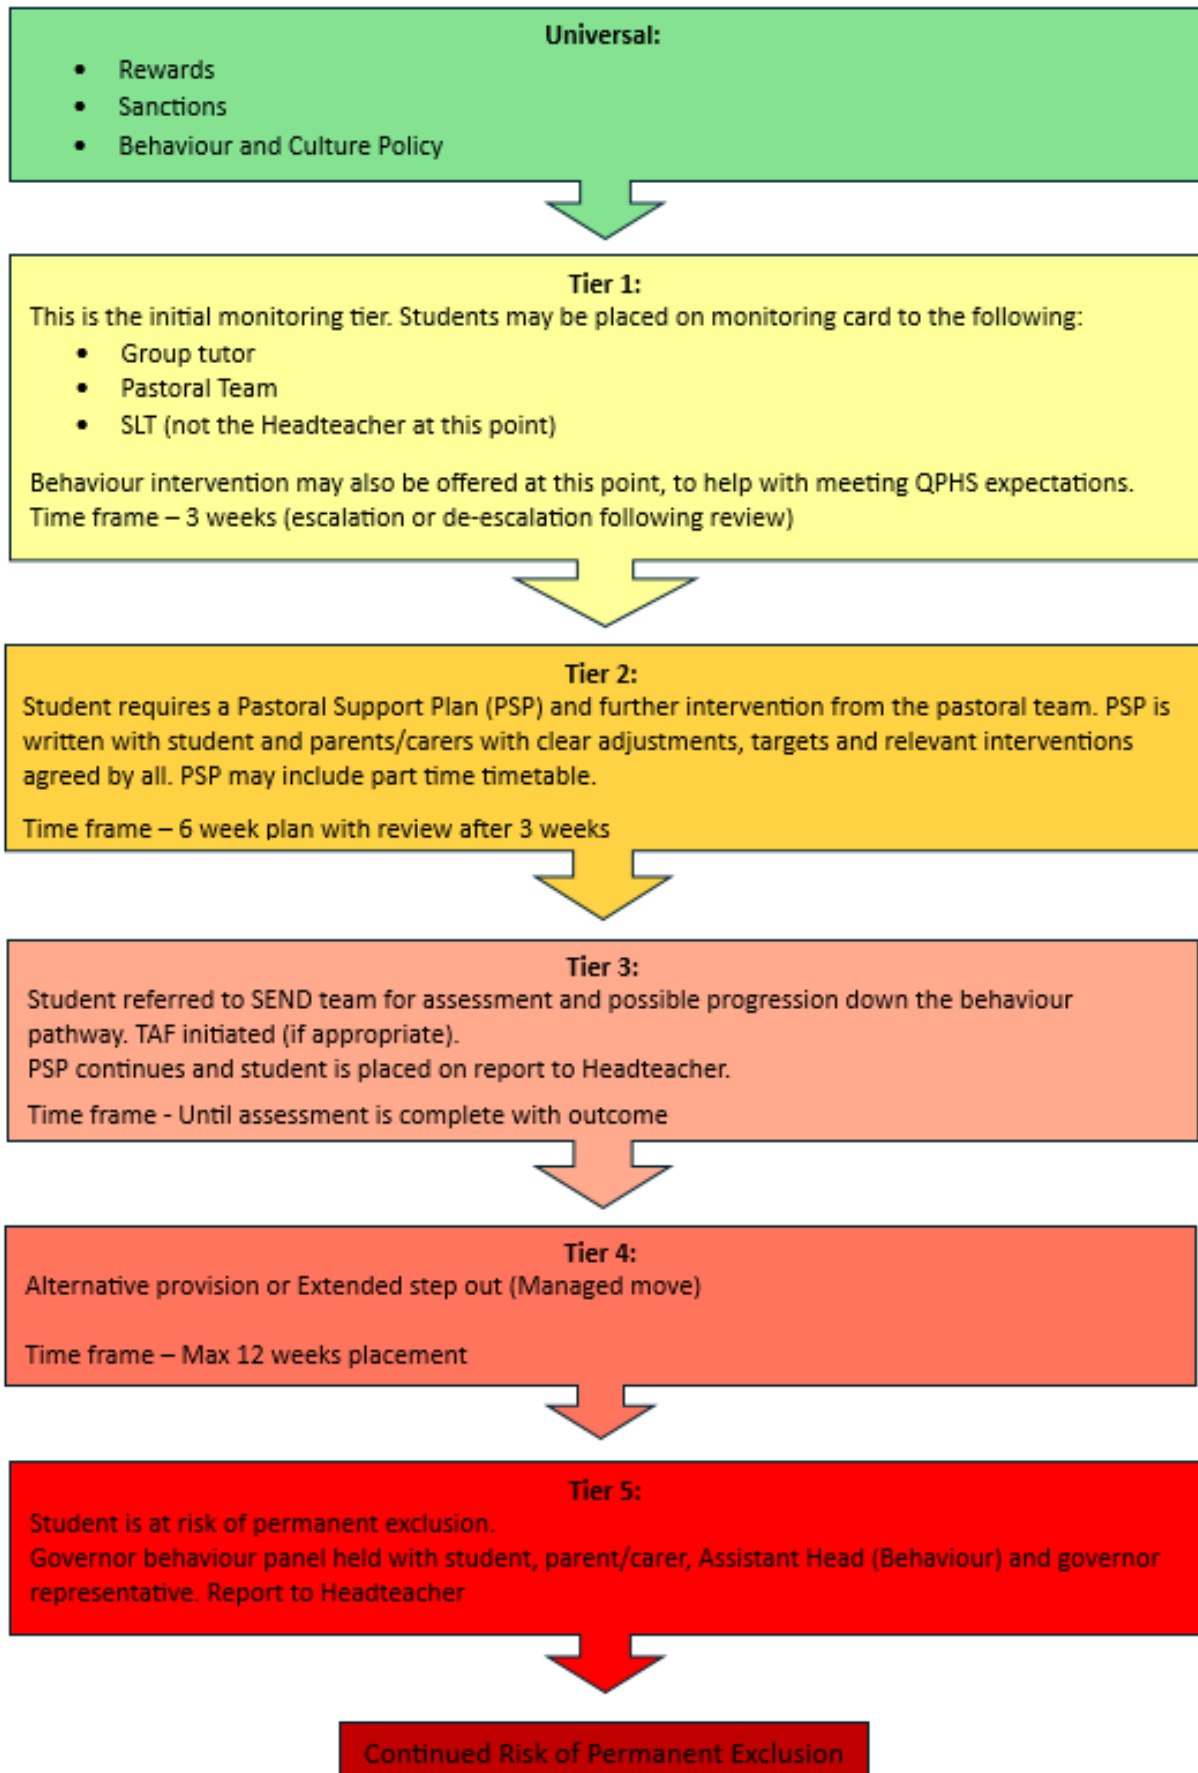 Universal:
• Rewards
• Sanctions
• Behaviour and Culture Policy
Tier 1:
This is the initial monitoring tier. Students may be placed on monitoring card to the following:
• Group tutor
• Pastoral Team
• SLT (not the Headteacher at this point)
Behaviour intervention may also be offered at this point, to help with meeting QPHS expectations.
Time frame – 3 weeks (escalation or de-escalation following review)
Tier 2:
Student requires a Pastoral Support Plan (PSP) and further intervention from the pastoral team. PSP is
written with student and parents/carers with clear adjustments, targets and relevant interventions
agreed by all. PSP may include part time timetable.
Time frame – 6 week plan with review after 3 weeks
Tier 3:
Student referred to SEND team for assessment and possible progression down the behaviour
pathway. TAF initiated (if appropriate).
PSP continues and student is placed on report to Headteacher.
Time frame - Until assessment is complete with outcome
Tier 4:
Alternative provision or Extended step out (Managed move)
Time frame – Max 12 weeks placement
Tier 5:
Student is at risk of permanent exclusion.
Governor behaviour panel held with student, parent/carer, Assistant Head (Behaviour) and governor
representative. Report to Headteacher
Continued Risk of Permanent Exclusion